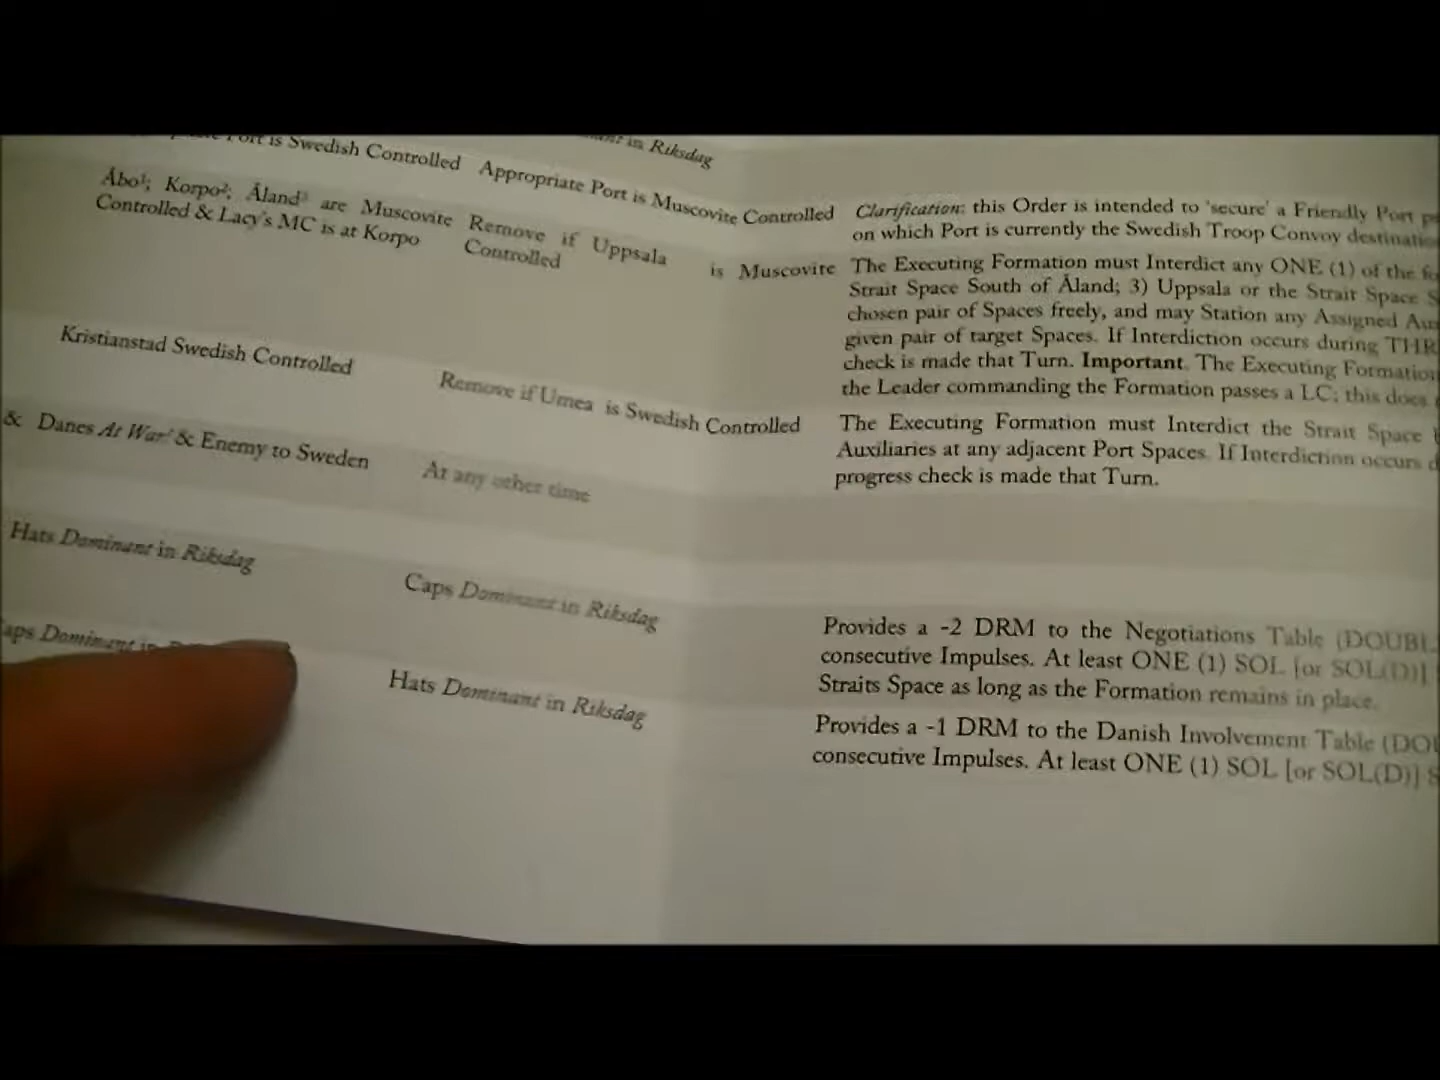 Port is Swedish Controlled
in Riksdag
Appropriate Port is Muscovite Controlled
Åbo¹; Korpo²; Åland³ are Muscovite
Controlled & Lacy's MC is at Korpo
Remove if Uppsala is Muscovite
Controlled
Clarification: this Order is intended to 'secure' a Friendly Port
on which Port is currently the Swedish Troop Convoy
The Executing Formation must Interdict any ONE (1) of the
Strait Space South of Åland; 3) Uppsala or the Strait Space
chosen pair of Spaces freely, and may Station any Assigned
given pair of target Spaces. If Interdiction occurs during
check is made that Turn. Important. The Executing Formation
the Leader commanding the Formation passes a LC; this does
Kristianstad Swedish Controlled
Remove if Umea is Swedish Controlled
The Executing Formation must Interdict the Strait Space
Auxiliaries at any adjacent Port Spaces. If Interdiction occurs
progress check is made that Turn.
& Danes At War! & Enemy to Sweden
At any other time
Hats Dominant in Riksdag
Caps Dominant in Riksdag
Provides a -2 DRM to the Negotiations Table
consecutive Impulses. At least ONE (1) SOL [or SOL(D)]
Straits Space as long as the Formation remains in place.
Dominant in
Hats Dominant in Riksdag
Provides a -1 DRM to the Danish Involvement Table
consecutive Impulses. At least ONE (1) SOL [or SOL(D)]